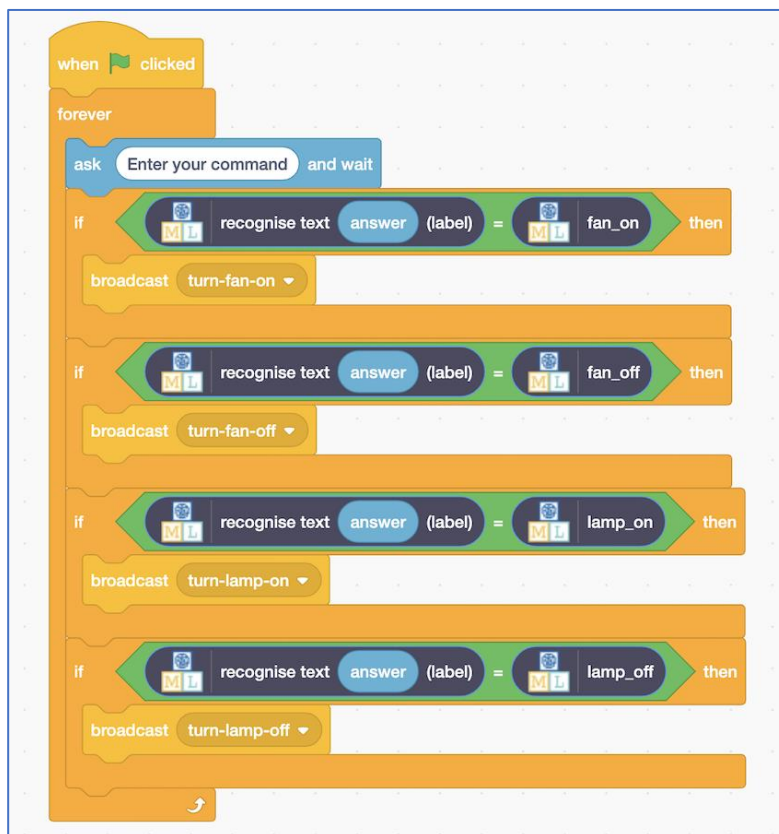 when clicked
forever
ask Enter your command and wait
if ML recognise text answer (label) = ML fan_on then
broadcast turn-fan-on
if ML recognise text answer (label) = ML fan_off then
broadcast turn-fan-off
if ML recognise text answer (label) = ML lamp_on then
broadcast turn-lamp-on
if ML recognise text answer (label) = ML lamp_off then
broadcast turn-lamp-off